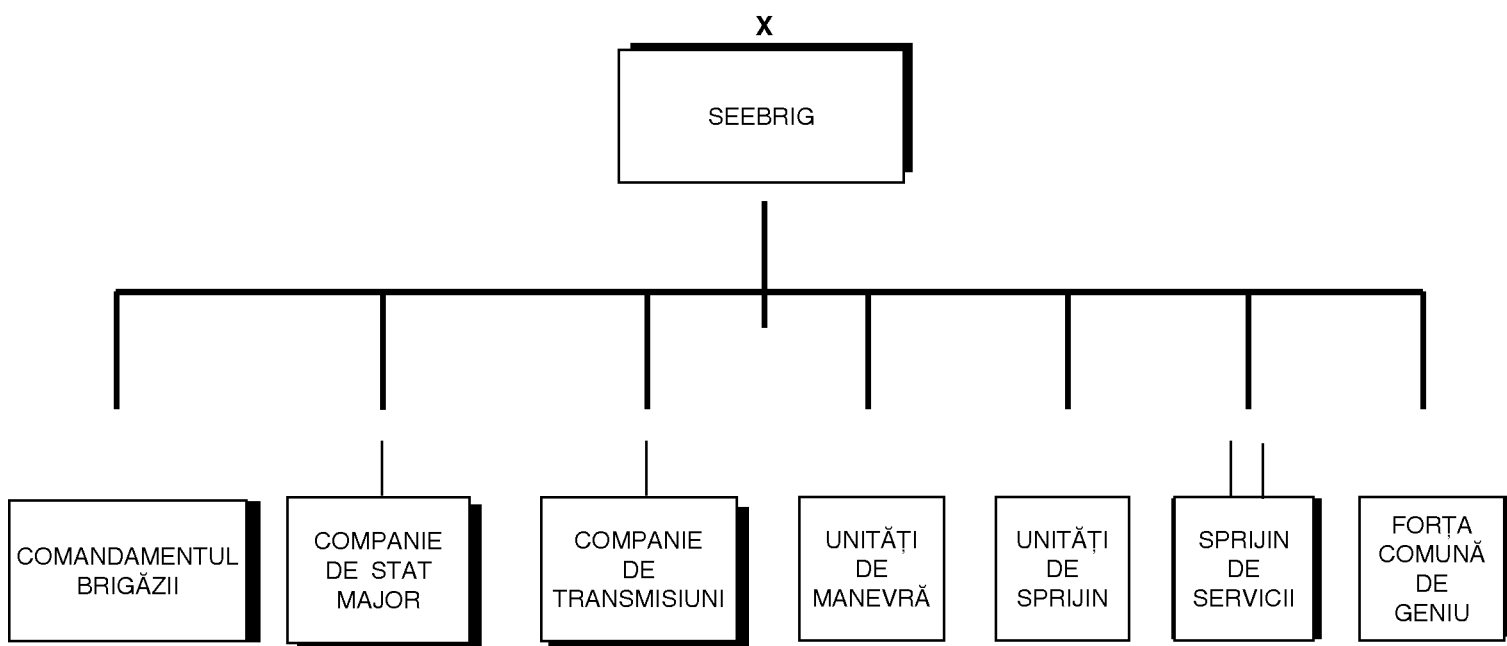 X
SEEBRIG
COMANDAMENTUL
BRIGĂZII
COMPANIE
DE STAT
MAJOR
COMPANIE
DE
TRANSMISIUNI
UNITĂȚI
DE
MANEVRĂ
UNITĂȚI
DE
SPRIJIN
SPRIJIN
DE
SERVICII
FORȚA
COMUNĂ
DE
GENIU